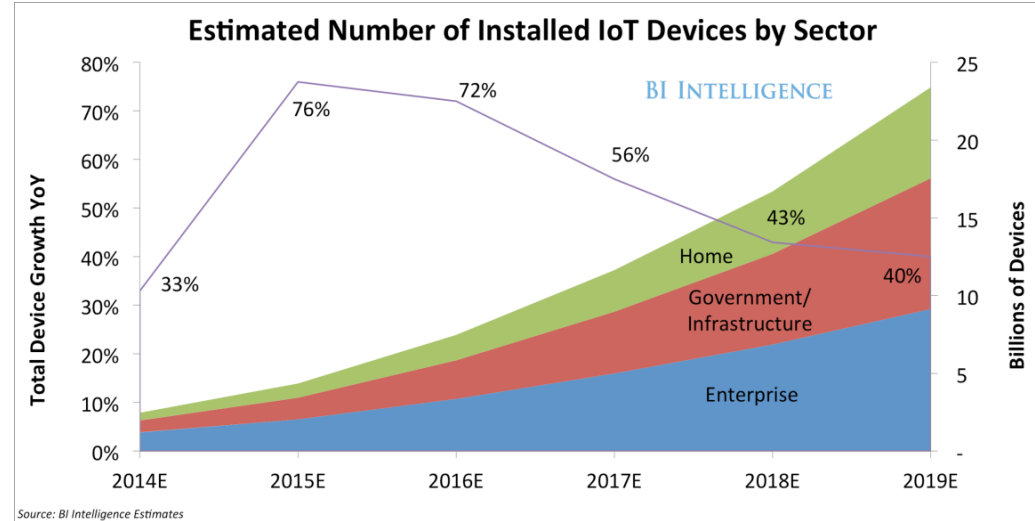 Estimated Number of Installed IoT Devices by Sector
BI INTELLIGENCE
Total Device Growth YoY
80%
70%
60%
50%
40%
30%
20%
10%
0%
33%
76%
72%
56%
43%
40%
Home
Government/
Infrastructure
Enterprise
25
20
15
10
5
-
Billions of Devices
2014E 2015E 2016E 2017E 2018E 2019E
Source: BI Intelligence Estimates